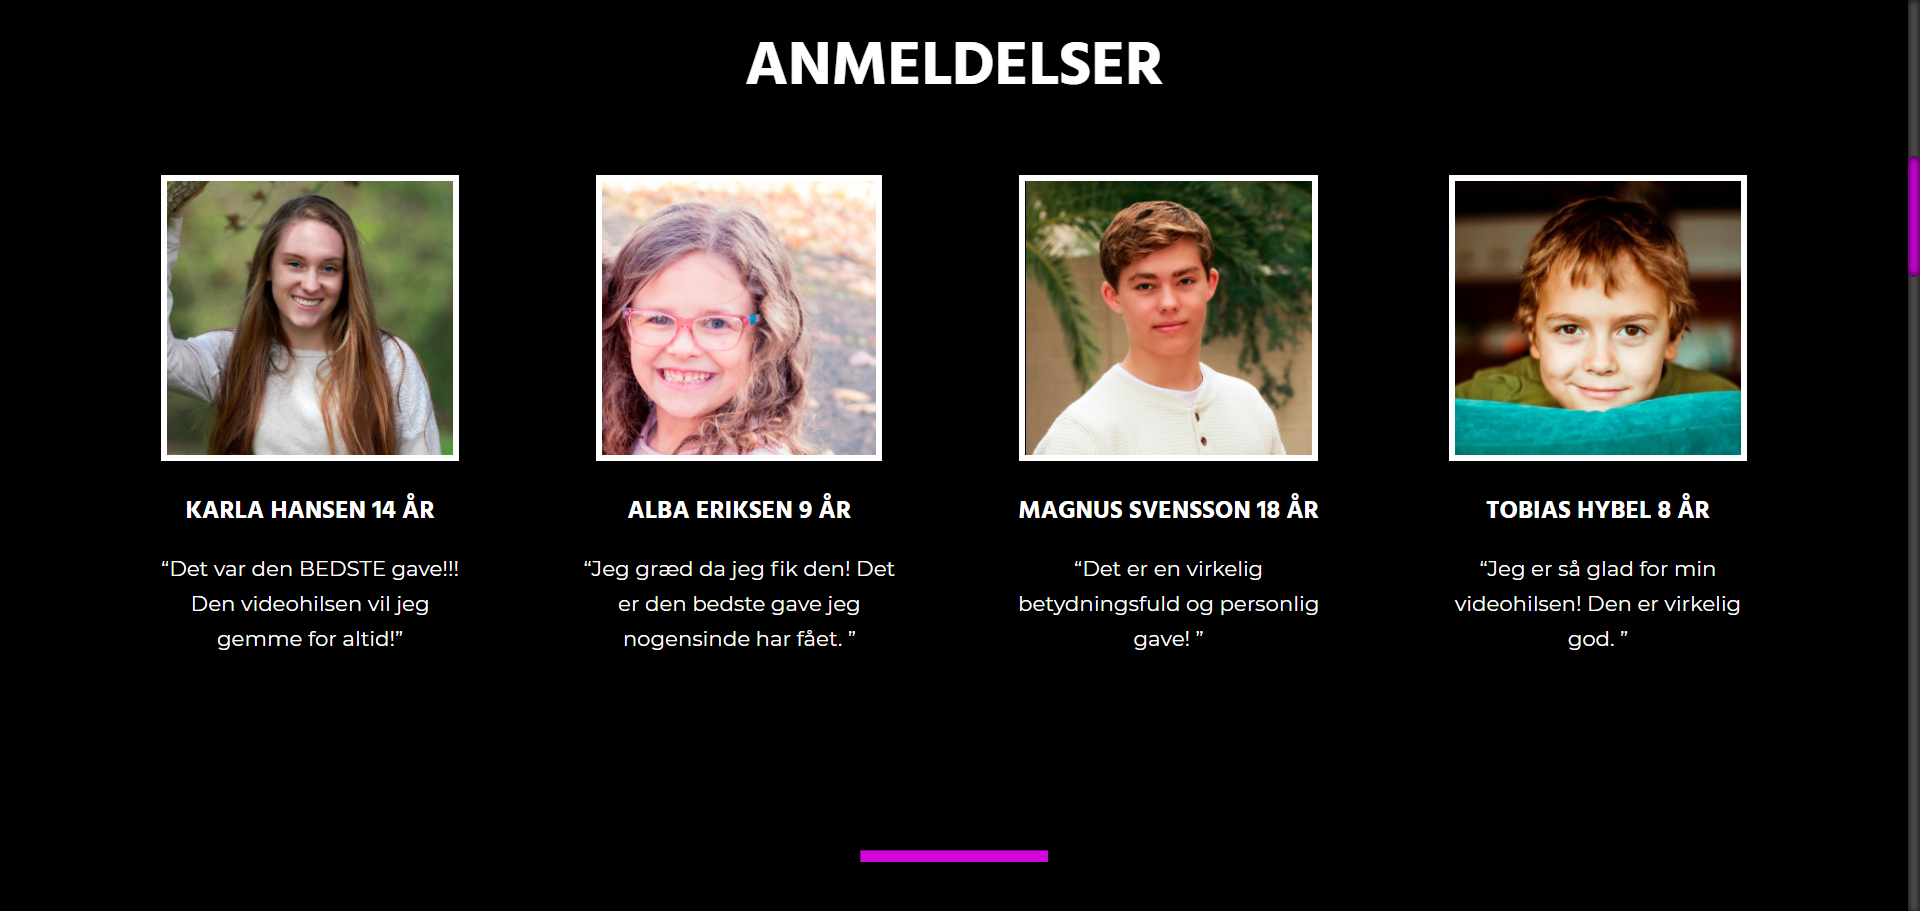 ANMELDELSER
KARLA HANSEN 14 ÅR
“Det var den BEDSTE gave!!!
Den videohilsen vil jeg
gemme for altid!”
ALBA ERIKSEN 9 ÅR
“Jeg græd da jeg fik den! Det
er den bedste gave jeg
nogensinde har fået. ”
MAGNUS SVENSSON 18 ÅR
“Det er en virkelig
betydningsfuld og personlig
gave! ”
TOBIAS HYBEL 8 ÅR
“Jeg er så glad for min
videohilsen! Den er virkelig
god. ”